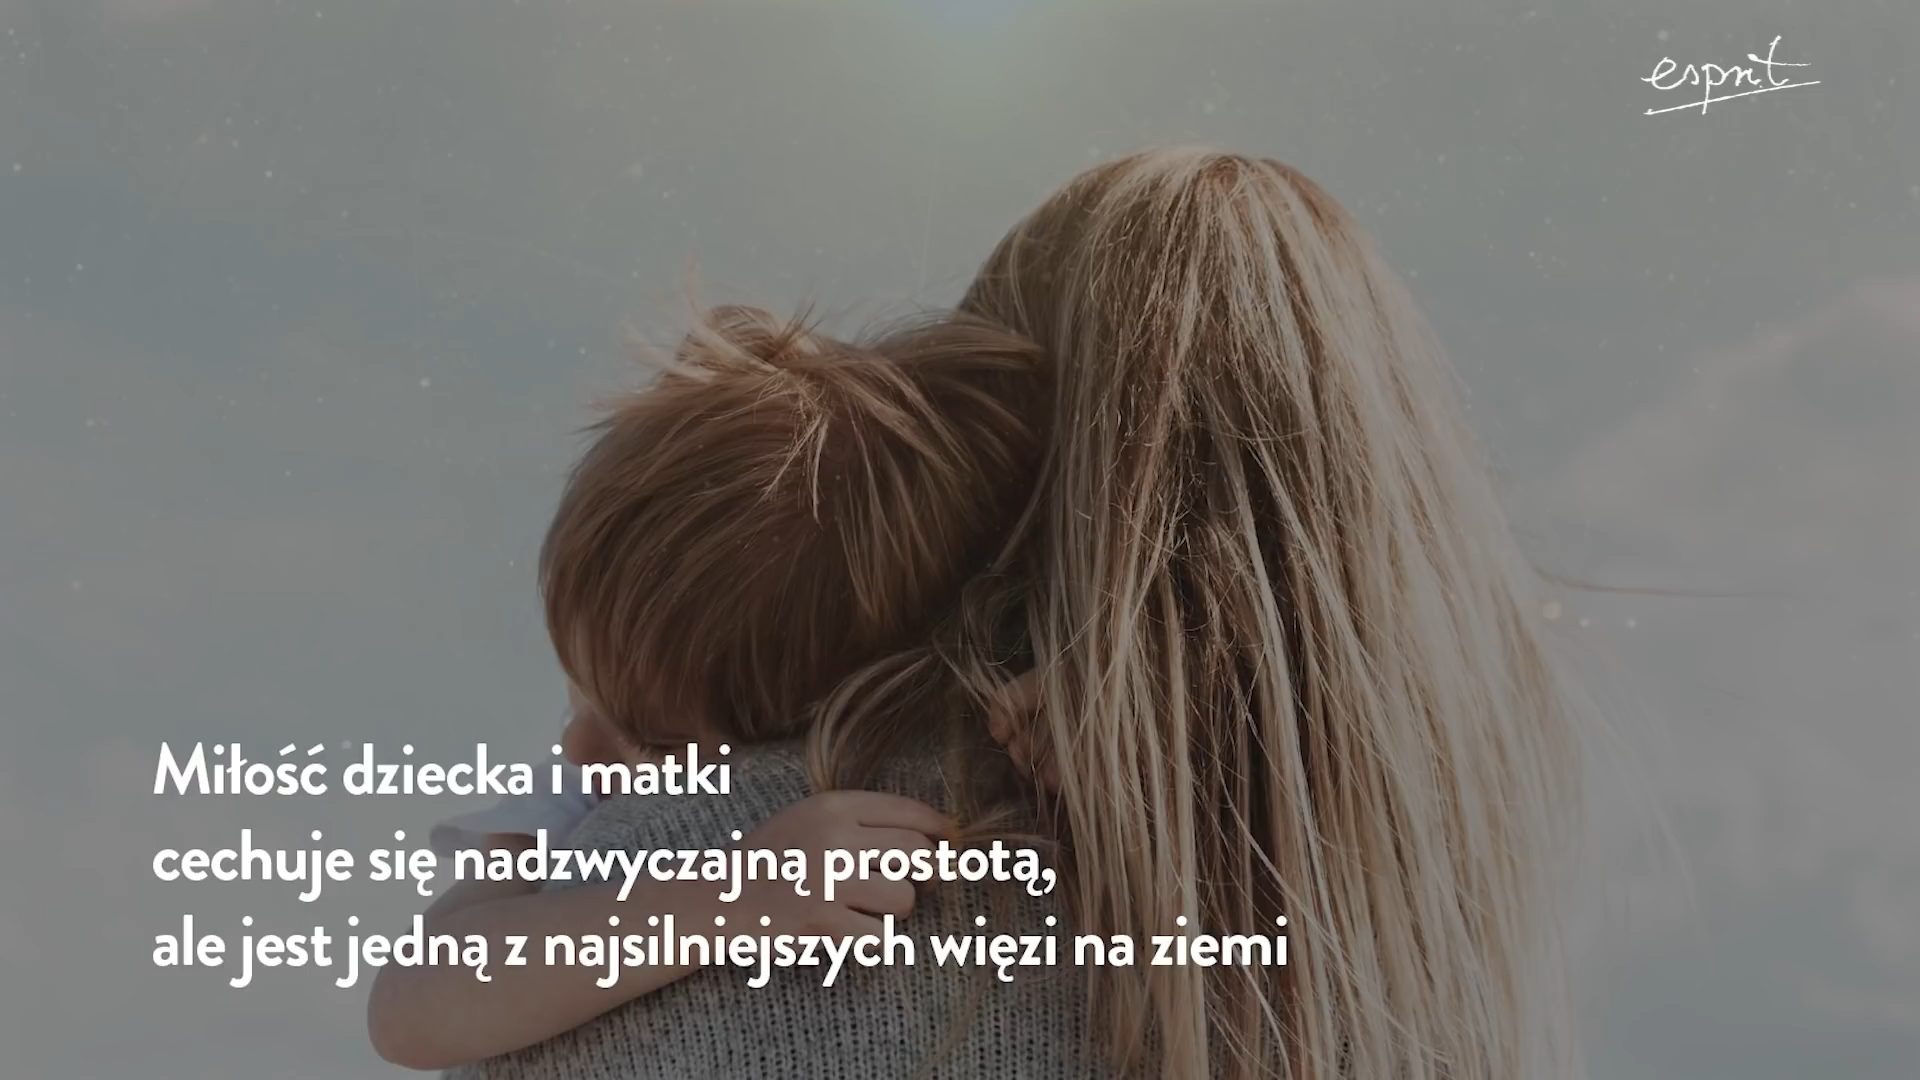 esprit
Miłość dziecka i matki
cechuje się nadzwyczajną prostotą,
ale jest jedną z najsilniejszych więzi na ziemi